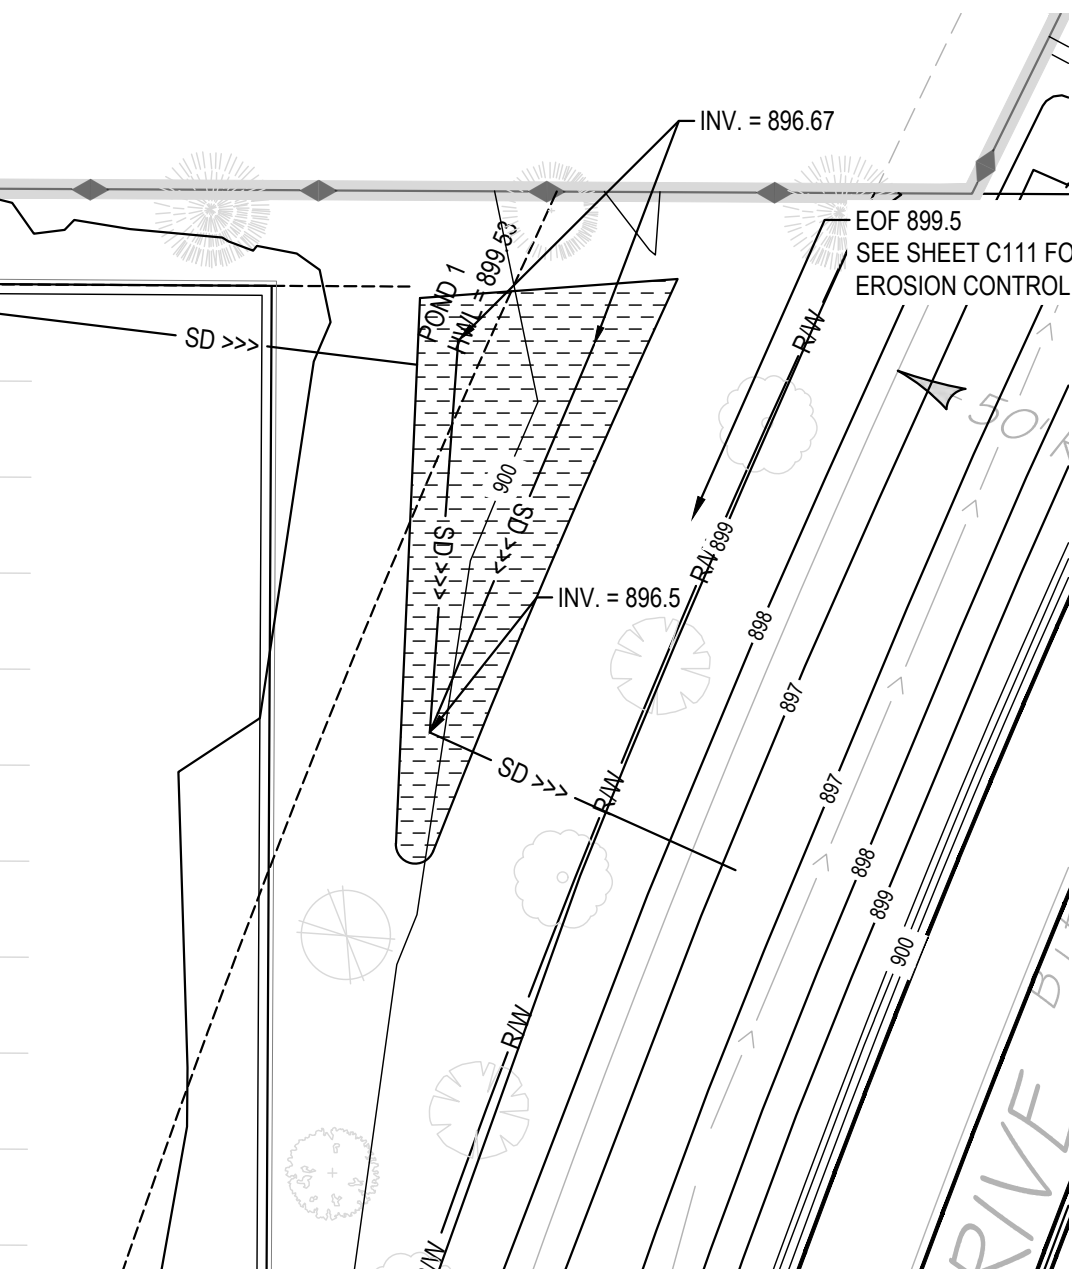 INV. = 896.67
EOF 899.5
SEE SHEET C111 FO
EROSION CONTROL
POND 1
HWL = 899.53
R/W
SD >>>
50'
900
SD >>>
SD >>>
R/W
899
INV. = 896.5
898
897
SD >>>
R/W
897
898
899
900
R/W
RIVE
R/W